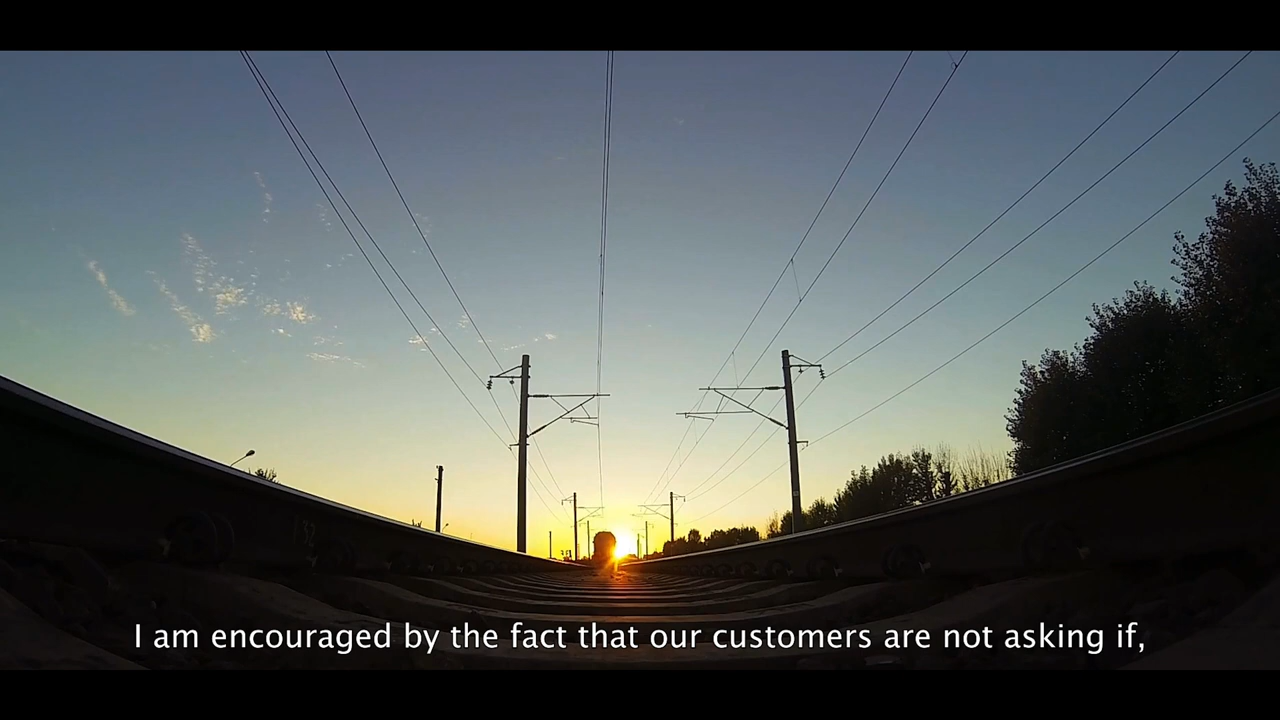 I am encouraged by the fact that our customers are not asking if,